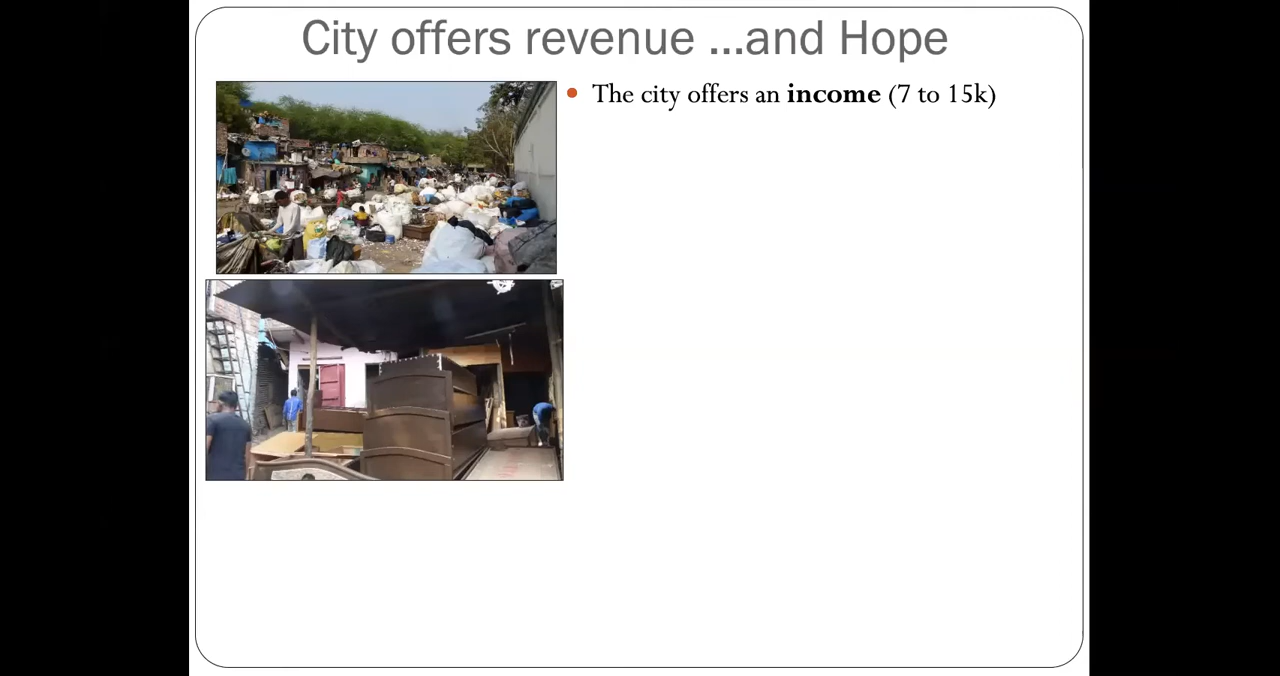 City offers revenue ...and Hope
The city offers an income (7 to 15k)